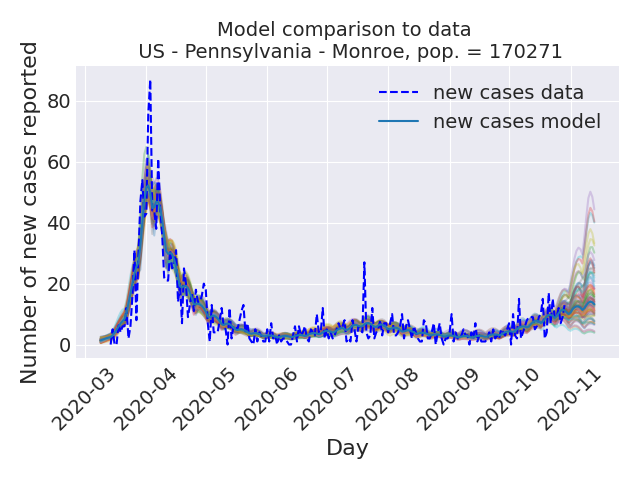 Model comparison to data
US - Pennsylvania - Monroe, pop. = 170271
Number of new cases reported
80
60
40
20
0
new cases data
new cases model
2020-03
2020-04
2020-05
2020-06
2020-07
2020-08
2020-09
2020-10
2020-11
Day